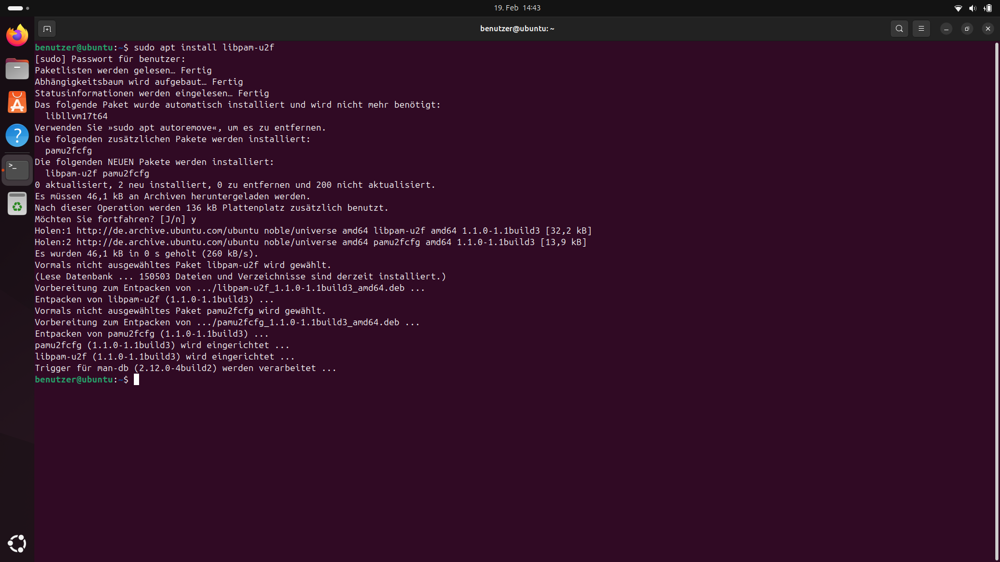 19. Feb 14:43
benutzer@ubuntu: ~
benutzer@ubuntu:~$ sudo apt install libpam-u2f
[sudo] Passwort für benutzer:
Paketlisten werden gelesen… Fertig
Abhängigkeitsbaum wird aufgebaut… Fertig
Statusinformationen werden eingelesen… Fertig
Das folgende Paket wurde automatisch installiert und wird nicht mehr benötigt:
  libllvm17t64
Verwenden Sie »sudo apt autoremove«, um es zu entfernen.
Die folgenden zusätzlichen Pakete werden installiert:
  pamu2fcfg
Die folgenden NEUEN Pakete werden installiert:
  libpam-u2f pamu2fcfg
0 aktualisiert, 2 neu installiert, 0 zu entfernen und 200 nicht aktualisiert.
Es müssen 46,1 kB an Archiven heruntergeladen werden.
Nach dieser Operation werden 136 kB Plattenplatz zusätzlich benutzt.
Möchten Sie fortfahren? [J/n] y
Holen:1 http://de.archive.ubuntu.com/ubuntu noble/universe amd64 libpam-u2f amd64 1.1.0-1.1build3 [32,2 kB]
Holen:2 http://de.archive.ubuntu.com/ubuntu noble/universe amd64 pamu2fcfg amd64 1.1.0-1.1build3 [13,9 kB]
Es wurden 46,1 kB in 0 s geholt (260 kB/s).
Vormals nicht ausgewähltes Paket libpam-u2f wird gewählt.
(Lese Datenbank ... 150503 Dateien und Verzeichnisse sind derzeit installiert.)
Vorbereitung zum Entpacken von .../libpam-u2f_1.1.0-1.1build3_amd64.deb ...
Entpacken von libpam-u2f (1.1.0-1.1build3) ...
Vormals nicht ausgewähltes Paket pamu2fcfg wird gewählt.
Vorbereitung zum Entpacken von .../pamu2fcfg_1.1.0-1.1build3_amd64.deb ...
Entpacken von pamu2fcfg (1.1.0-1.1build3) ...
pamu2fcfg (1.1.0-1.1build3) wird eingerichtet ...
libpam-u2f (1.1.0-1.1build3) wird eingerichtet ...
Trigger für man-db (2.12.0-4build2) werden verarbeitet ...
benutzer@ubuntu:~$